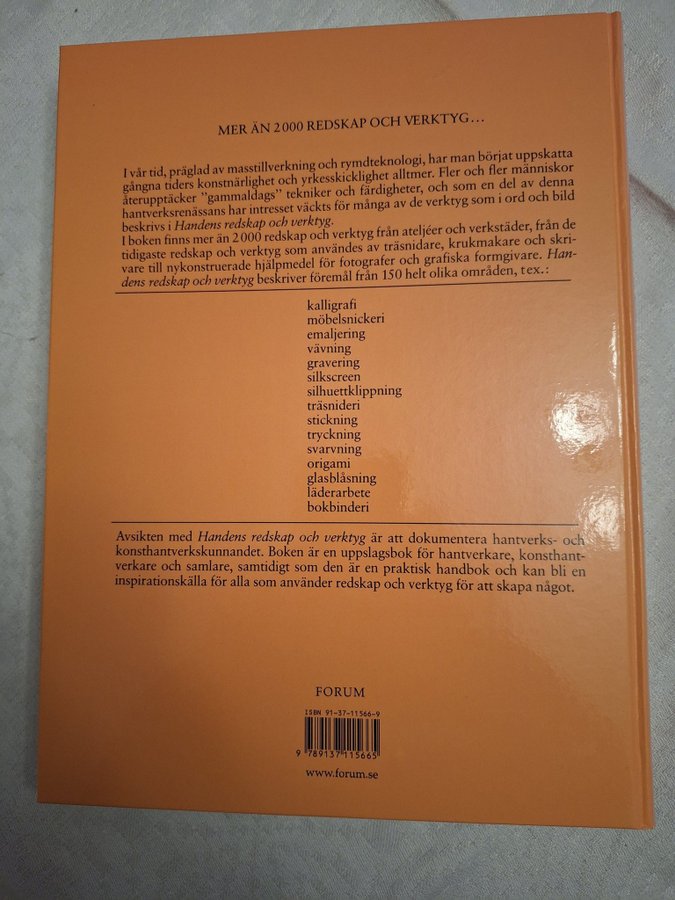 MER ÄN 2 000 REDSKAP OCH VERKTYG...
I vår tid, präglad av masstillverkning och rymdteknologi, har man börjat uppskatta
gångna tiders konstnärlighet och yrkesskicklighet alltmer. Fler och fler människor
återupptäcker "gammaldags" tekniker och färdigheter, och som en del av denna
hantverksrenässans har intresset väckts för många av de verktyg som i ord och bild
beskrivs i Handens redskap och verktyg.
I boken finns mer än 2 000 redskap och verktyg från ateljéer och verkstäder, från de
tidigaste redskap och verktyg som användes av träsnidare, krukmakare och skri-
vare till nykonstruerade hjälpmedel för fotografer och grafiska formgivare. Han-
dens redskap och verktyg beskriver föremål från 150 helt olika områden, t ex.:
kalligrafi
möbelsnickeri
emaljering
vävning
gravering
silkscreen
silhuettklippning
träsnideri
stickning
tryckning
svarvning
origami
glasblåsning
läderarbete
bokbinderi
Avsikten med Handens redskap och verktyg är att dokumentera hantverks- och
konsthantverkskunnandet. Boken är en uppslagsbok för hantverkare, konsthant-
verkare och samlare, samtidigt som den är en praktisk handbok och kan bli en
inspirationskälla för alla som använder redskap och verktyg för att skapa något.
FORUM
ISBN 91-37-11566-9
9 789137 115665
www.forum.se